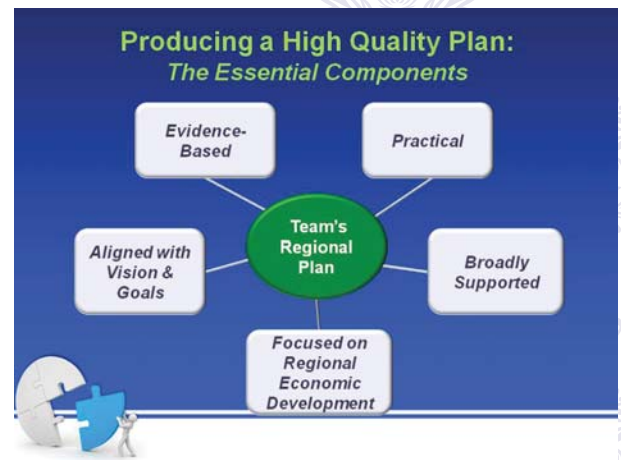 Producing a High Quality Plan:
The Essential Components
Evidence-
Based
Practical
Team's
Regional
Plan
Aligned with
Vision &
Goals
Broadly
Supported
Focused on
Regional
Economic
Development